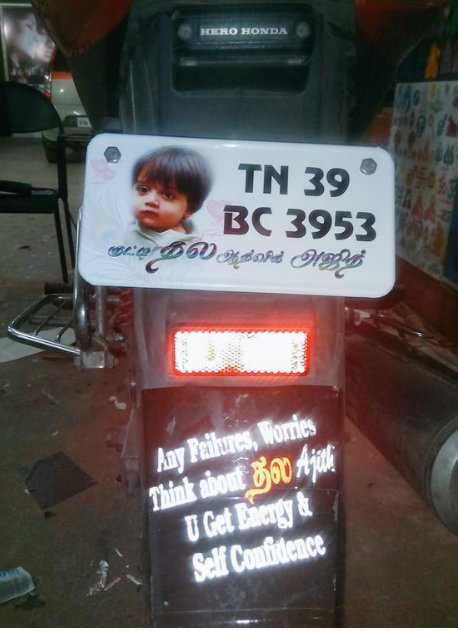 HERO HONDA
TN 39
BC 3953
குட்டி தல ஆத்விக் அஜித்
Any Failures, Worries
Think about தல Ajith
U Get Energy &
Self Confidence